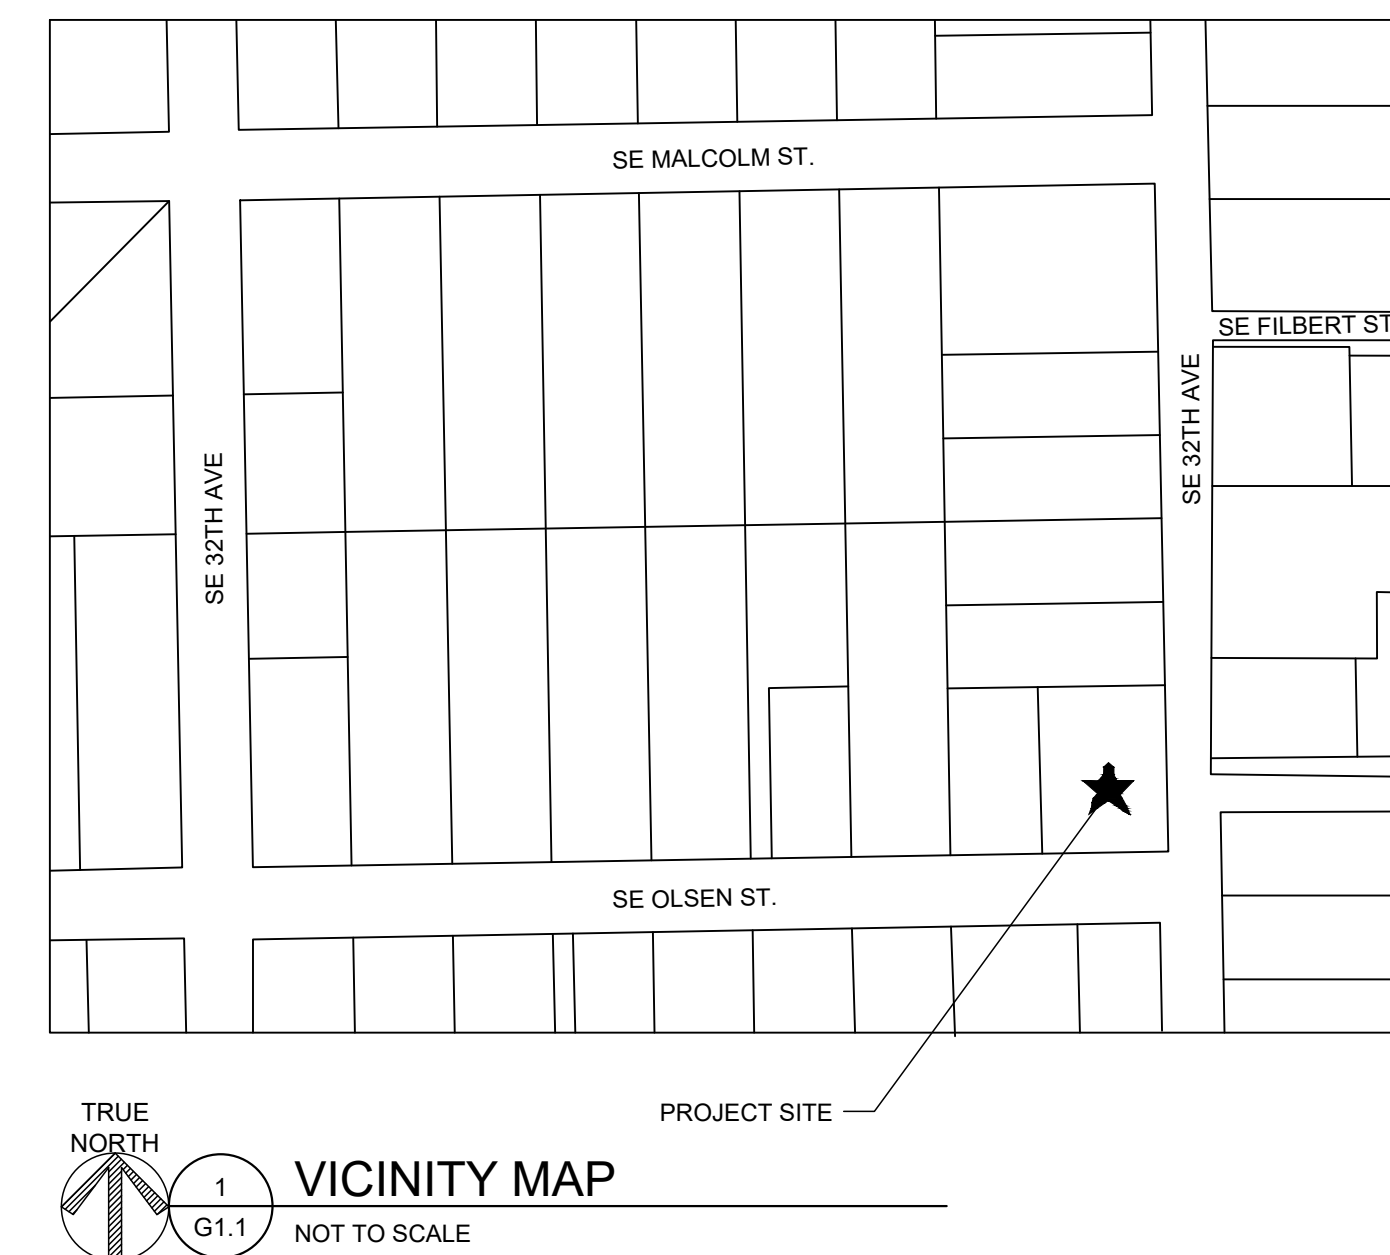 SE MALCOLM ST.
SE FILBERT ST
SE 32TH AVE
SE 32TH AVE
SE OLSEN ST.
PROJECT SITE
TRUE
NORTH
1
G1.1
VICINITY MAP
NOT TO SCALE